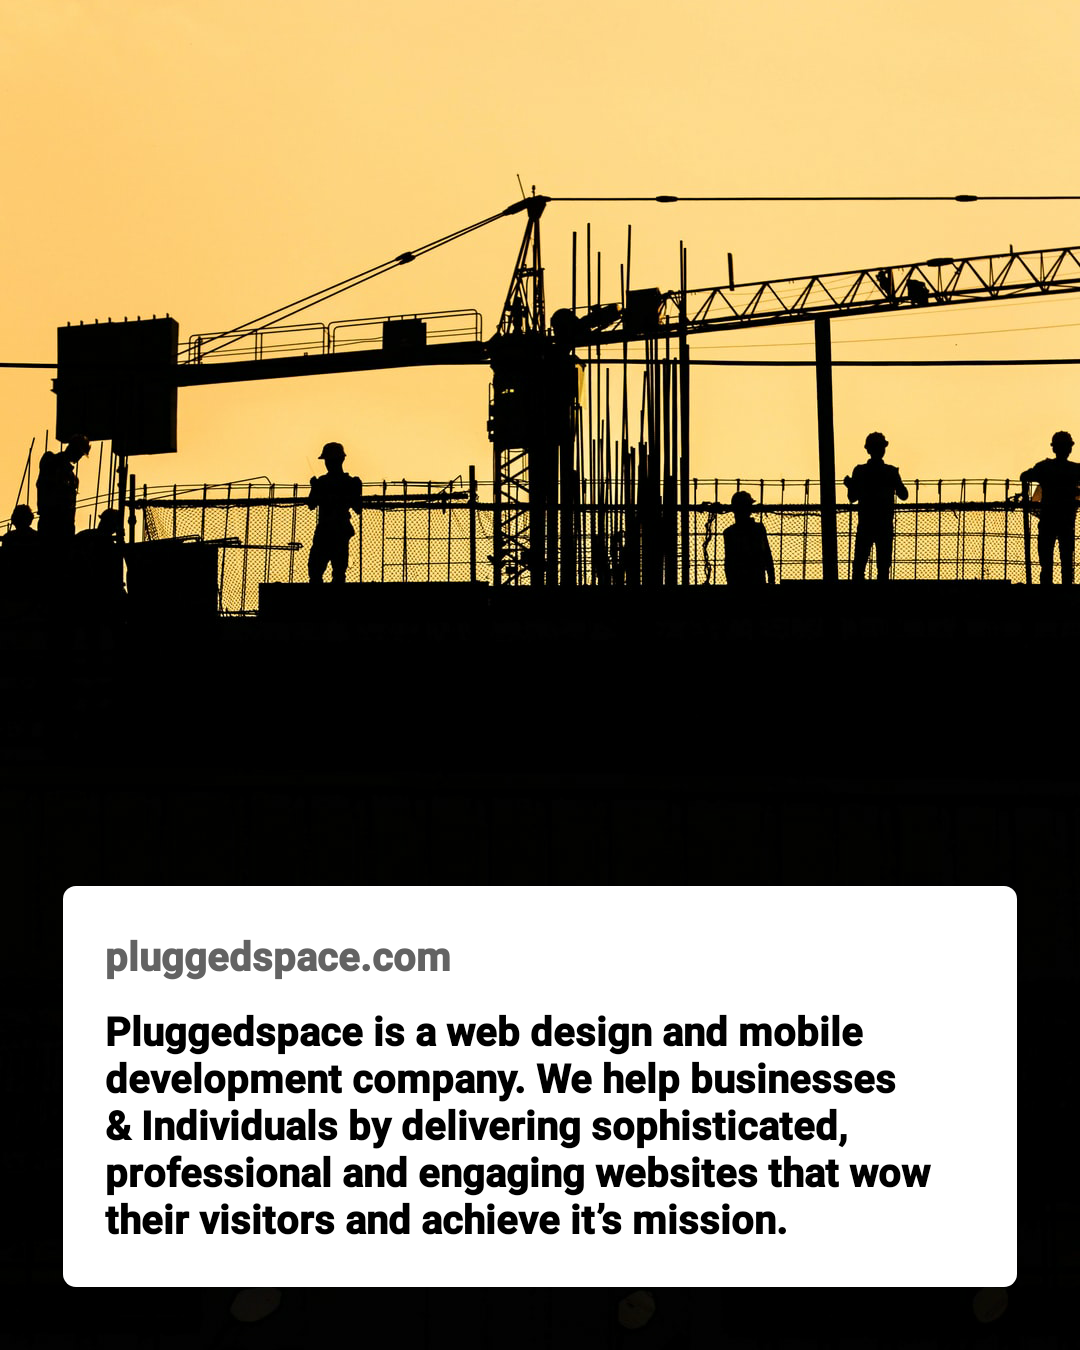 pluggedspace.com
Pluggedspace is a web design and mobile
development company. We help businesses
& Individuals by delivering sophisticated,
professional and engaging websites that wow
their visitors and achieve it’s mission.